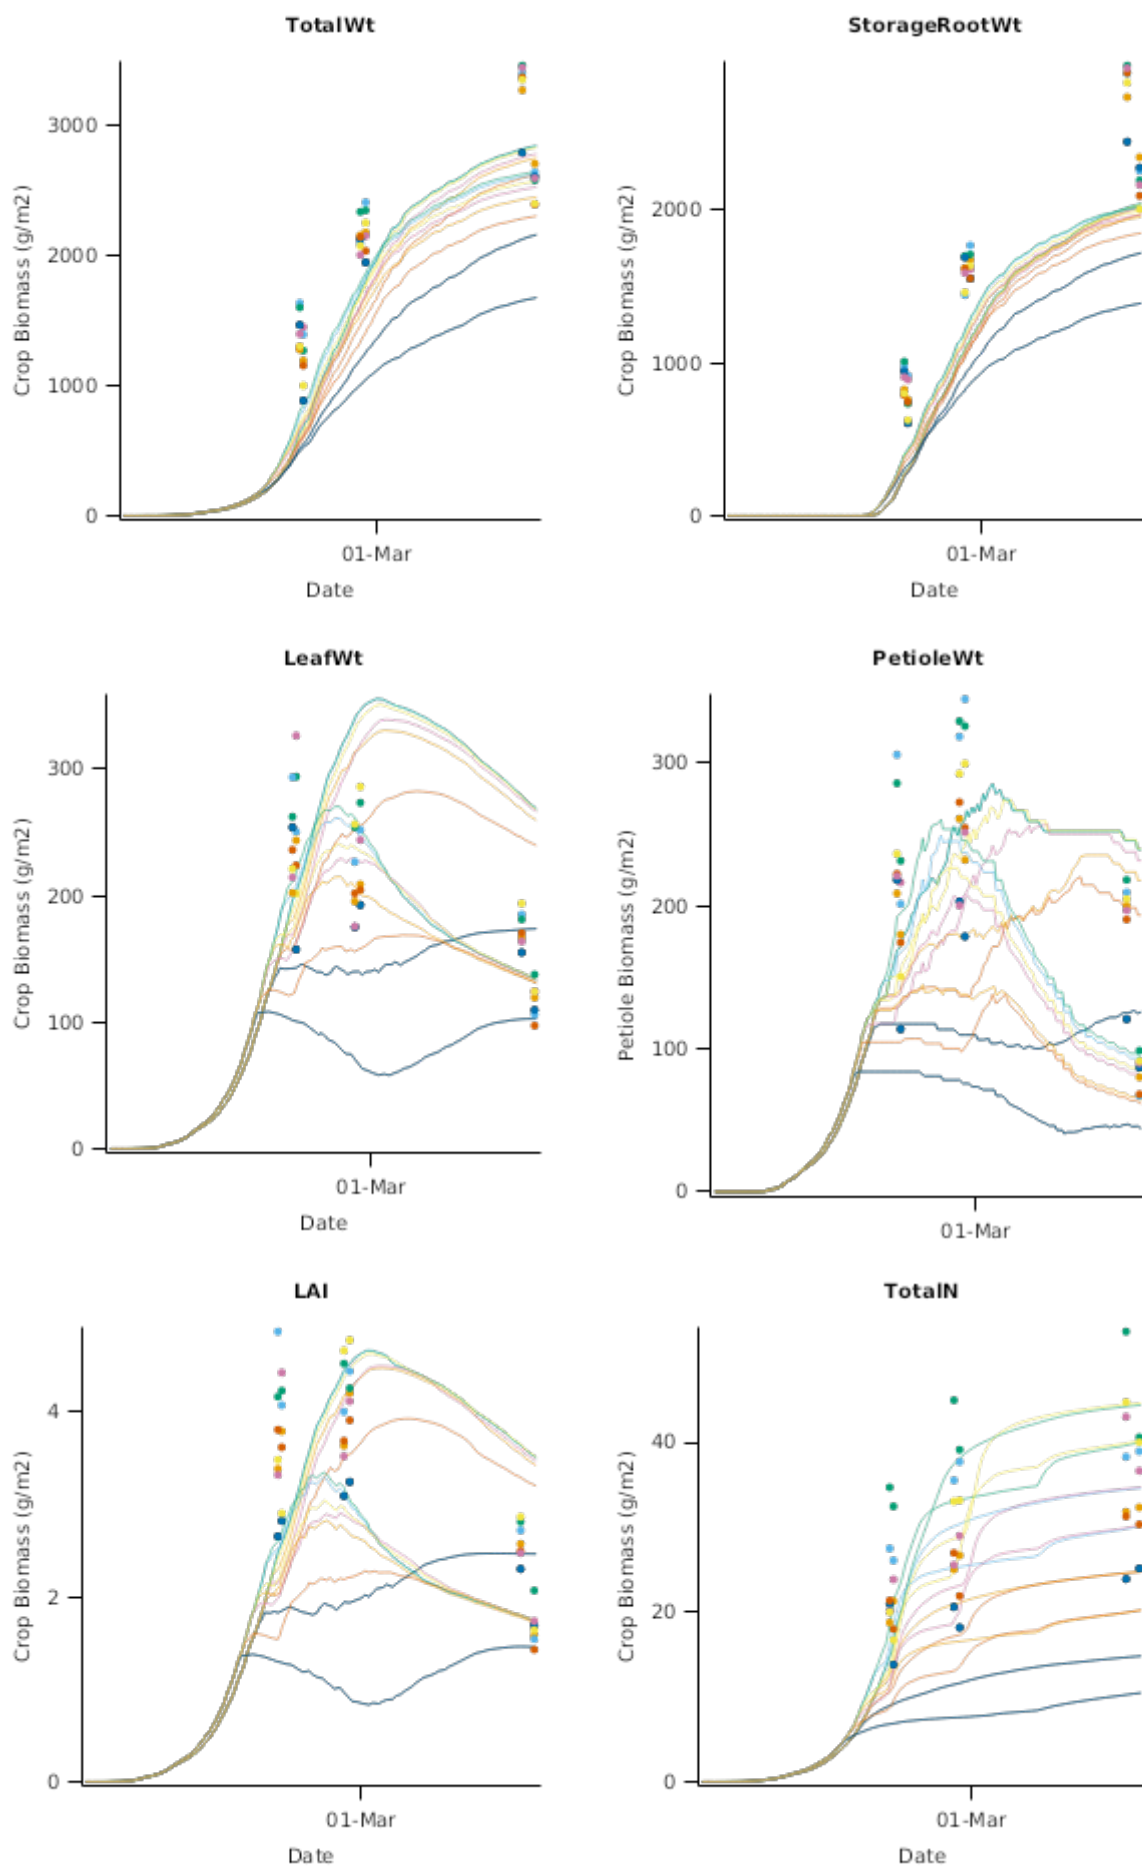 TotalWt
StorageRootWt
3000
2000
1000
0
Crop Biomass (g/m2)
01-Mar
Date
2000
1000
0
Crop Biomass (g/m2)
01-Mar
Date
LeafWt
PetioleWt
300
200
100
0
Crop Biomass (g/m2)
01-Mar
Date
300
200
100
0
Petiole Biomass (g/m2)
01-Mar
LAI
TotalN
4
2
0
Crop Biomass (g/m2)
01-Mar
Date
40
20
0
Crop Biomass (g/m2)
01-Mar
Date